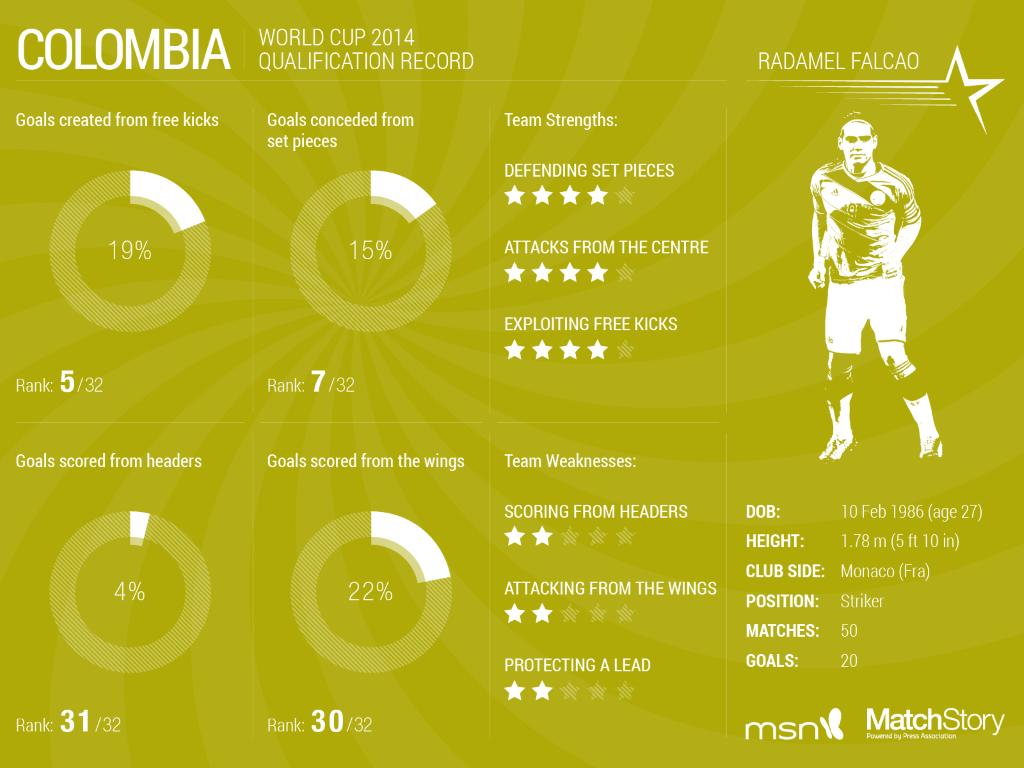 COLOMBIA
WORLD CUP 2014
QUALIFICATION RECORD
RADAMEL FALCAO
Goals created from free kicks
19%
Rank: 5/32
Goals conceded from
set pieces
15%
Rank: 7/32
Team Strengths:
DEFENDING SET PIECES
ATTACKS FROM THE CENTRE
EXPLOITING FREE KICKS
Goals scored from headers
4%
Rank: 31/32
Goals scored from the wings
22%
Rank: 30/32
Team Weaknesses:
SCORING FROM HEADERS
ATTACKING FROM THE WINGS
PROTECTING A LEAD
DOB: 10 Feb 1986 (age 27)
HEIGHT: 1.78 m (5 ft 10 in)
CLUB SIDE: Monaco (Fra)
POSITION: Striker
MATCHES: 50
GOALS: 20
msn
MatchStory
Powered by Press Association